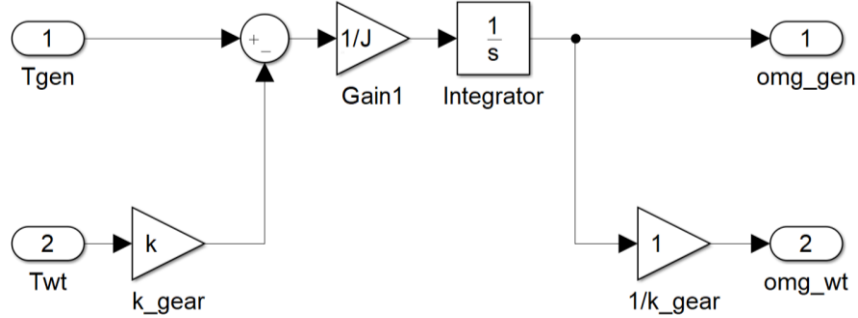 1
Tgen
+
−
1/J
Gain1
1
s
Integrator
1
omg_gen
2
Twt
k
k_gear
1
1/k_gear
2
omg_wt